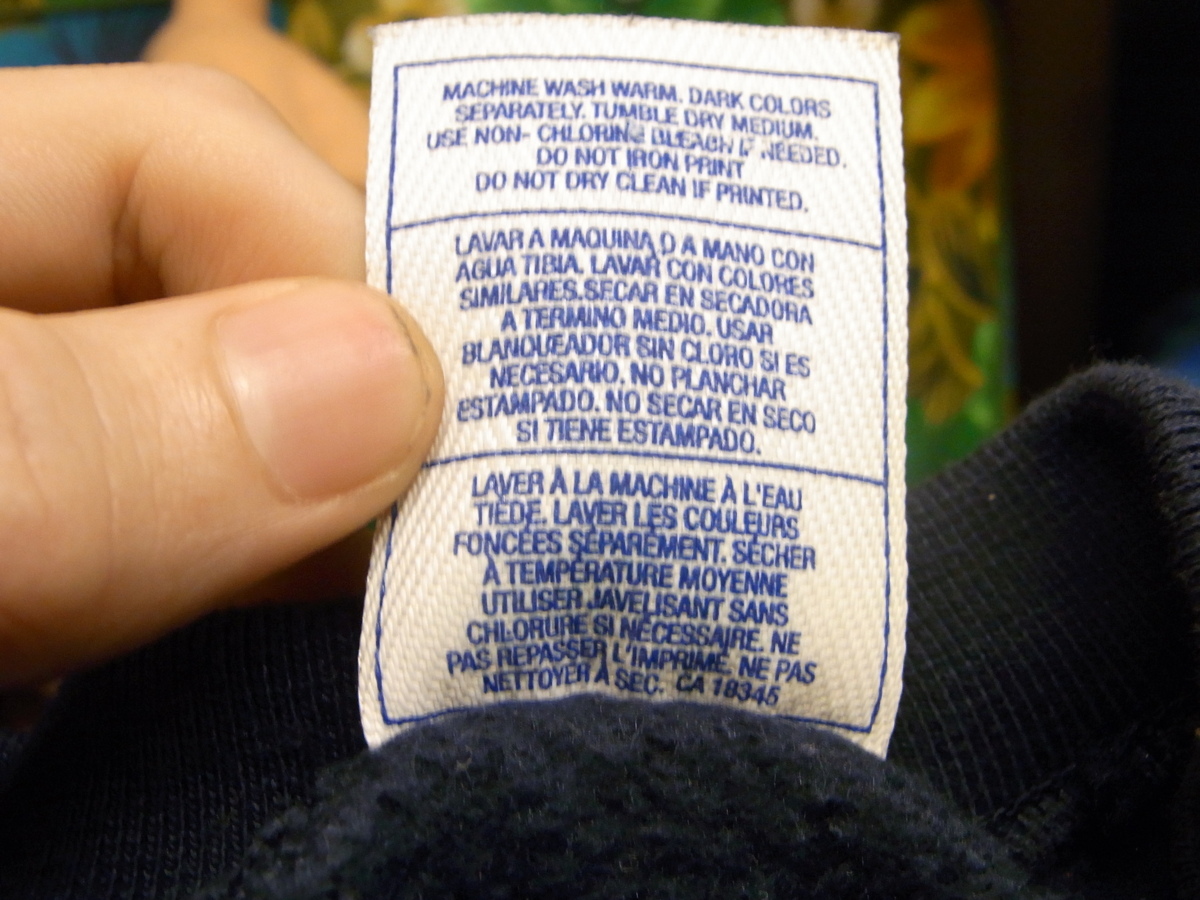 MACHINE WASH WARM. DARK COLORS
SEPARATELY. TUMBLE DRY MEDIUM.
USE NON- CHLORINE BLEACH IF NEEDED.
DO NOT IRON PRINT
DO NOT DRY CLEAN IF PRINTED.
LAVAR A MAQUINA O A MANO CON
AGUA TIBIA. LAVAR CON COLORES
SIMILARES.SECAR EN SECADORA
A TERMINO MEDIO. USAR
BLANQUEADOR SIN CLORO SI ES
NECESARIO. NO PLANCHAR
ESTAMPADO. NO SECAR EN SECO
SI TIENE ESTAMPADO.
LAVER À LA MACHINE À L'EAU
TIÈDE. LAVER LES COULEURS
FONCÉES SÉPARÉMENT. SÉCHER
À TEMPÉRATURE MOYENNE
UTILISER JAVELISANT SANS
CHLORURE SI NÉCESSAIRE. NE
PAS REPASSER L'IMPRIMÉ. NE PAS
NETTOYER À SEC. CA 19345